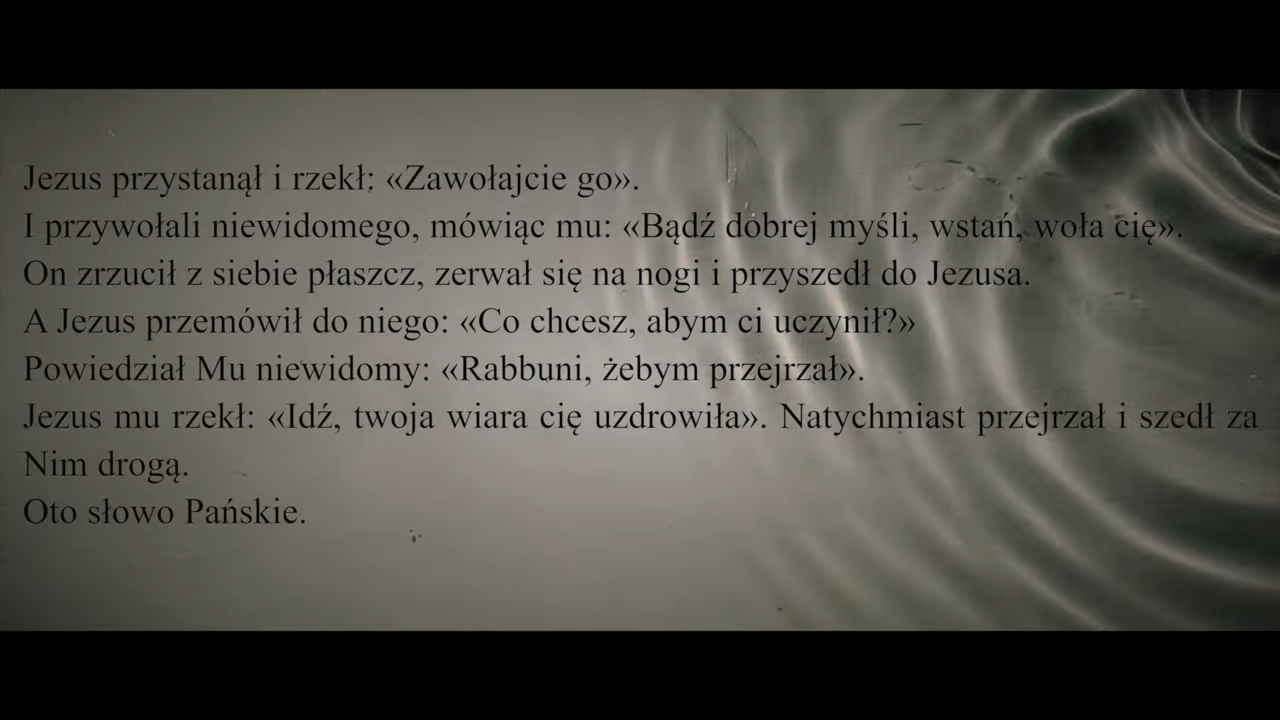 Jezus przystanął i rzekł: «Zawołajcie go».
I przywołali niewidomego, mówiąc mu: «Bądź dobrej myśli, wstań, woła cię».
On zrzucił z siebie płaszcz, zerwał się na nogi i przyszedł do Jezusa.
A Jezus przemówił do niego: «Co chcesz, abym ci uczynił?»
Powiedział Mu niewidomy: «Rabbuni, żebym przejrzał».
Jezus mu rzekł: «Idź, twoja wiara cię uzdrowiła». Natychmiast przejrzał i szedł za
Nim drogą.
Oto słowo Pańskie.